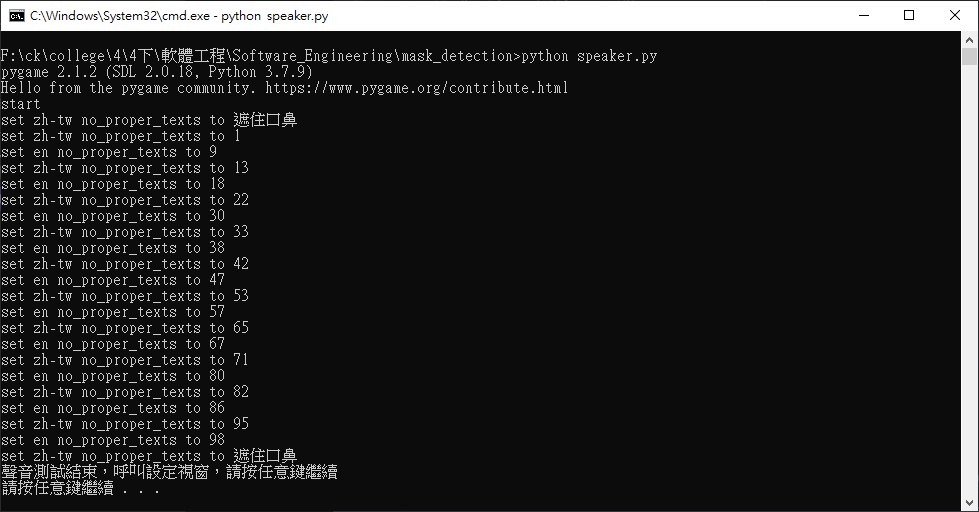 C:\Windows\System32\cmd.exe - python  speaker.py
F:\ck\college\4\4下\軟體工程\Software_Engineering\mask_detection>python speaker.py
pygame 2.1.2 (SDL 2.0.18, Python 3.7.9)
Hello from the pygame community. https://www.pygame.org/contribute.html
start
set zh-tw no_proper_texts to 遮住口鼻
set zh-tw no_proper_texts to 1
set en no_proper_texts to 9
set zh-tw no_proper_texts to 13
set en no_proper_texts to 18
set zh-tw no_proper_texts to 22
set en no_proper_texts to 30
set zh-tw no_proper_texts to 33
set en no_proper_texts to 38
set zh-tw no_proper_texts to 42
set en no_proper_texts to 47
set zh-tw no_proper_texts to 53
set en no_proper_texts to 57
set zh-tw no_proper_texts to 65
set en no_proper_texts to 67
set zh-tw no_proper_texts to 71
set en no_proper_texts to 80
set zh-tw no_proper_texts to 82
set en no_proper_texts to 86
set zh-tw no_proper_texts to 95
set en no_proper_texts to 98
set zh-tw no_proper_texts to 遮住口鼻
聲音測試結束，呼叫設定視窗，請按任意鍵繼續
請按任意鍵繼續 . . .